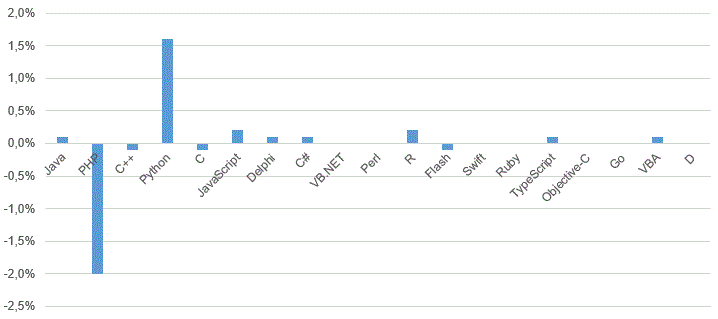 2,0%
1,5%
1,0%
0,5%
0,0%
-0,5%
-1,0%
-1,5%
-2,0%
-2,5%
Java
PHP
C++
Python
C
JavaScript
Delphi
C#
VB.NET
Perl
R
Flash
Swift
Ruby
TypeScript
Objective-C
Go
VBA
D